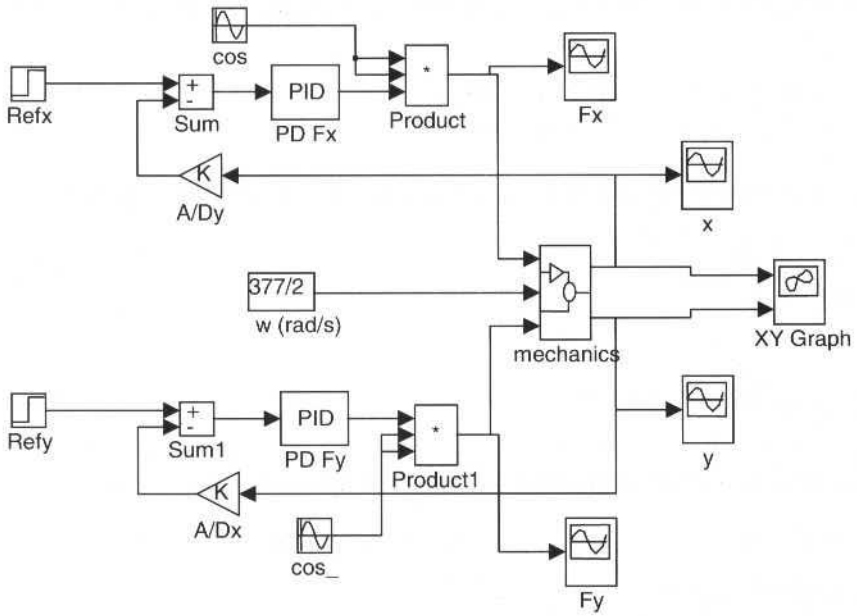 cos
Refx
+
-
Sum
PID
PD Fx
*
Product
Fx
K
A/Dy
x
377/2
w (rad/s)
mechanics
XY Graph
Refy
+
-
Sum1
PID
PD Fy
*
Product1
y
K
A/Dx
cos_
Fy